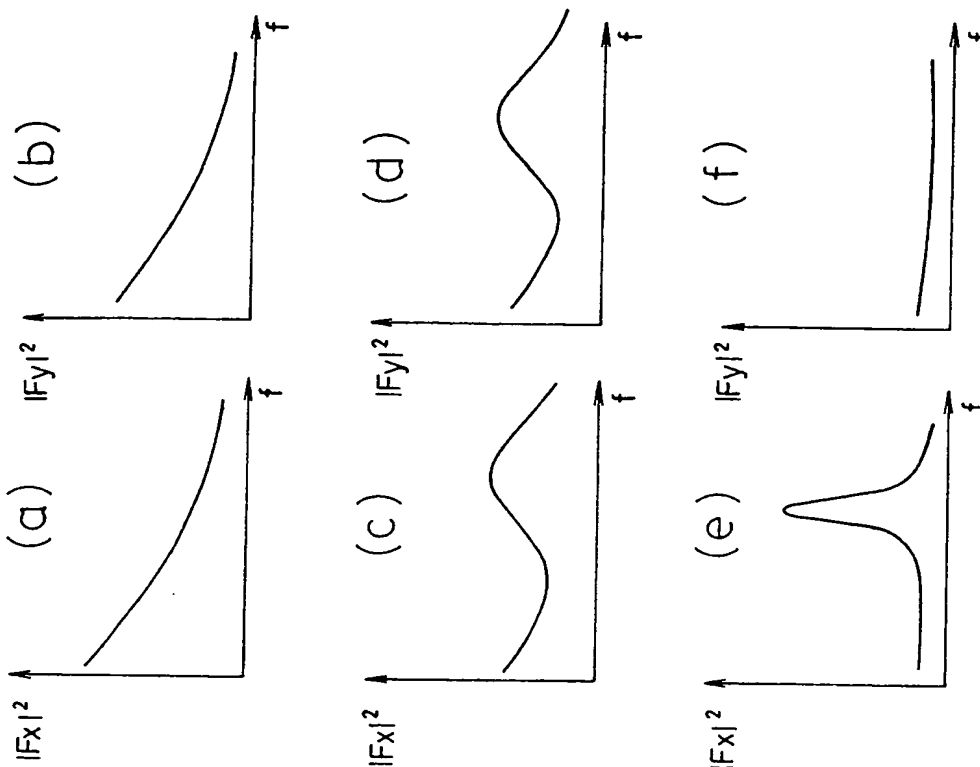 (a)
|Fx|²
f
(b)
|Fy|²
f
(c)
|Fx|²
f
(d)
|Fy|²
f
(e)
|Fx|²
f
(f)
|Fy|²
f